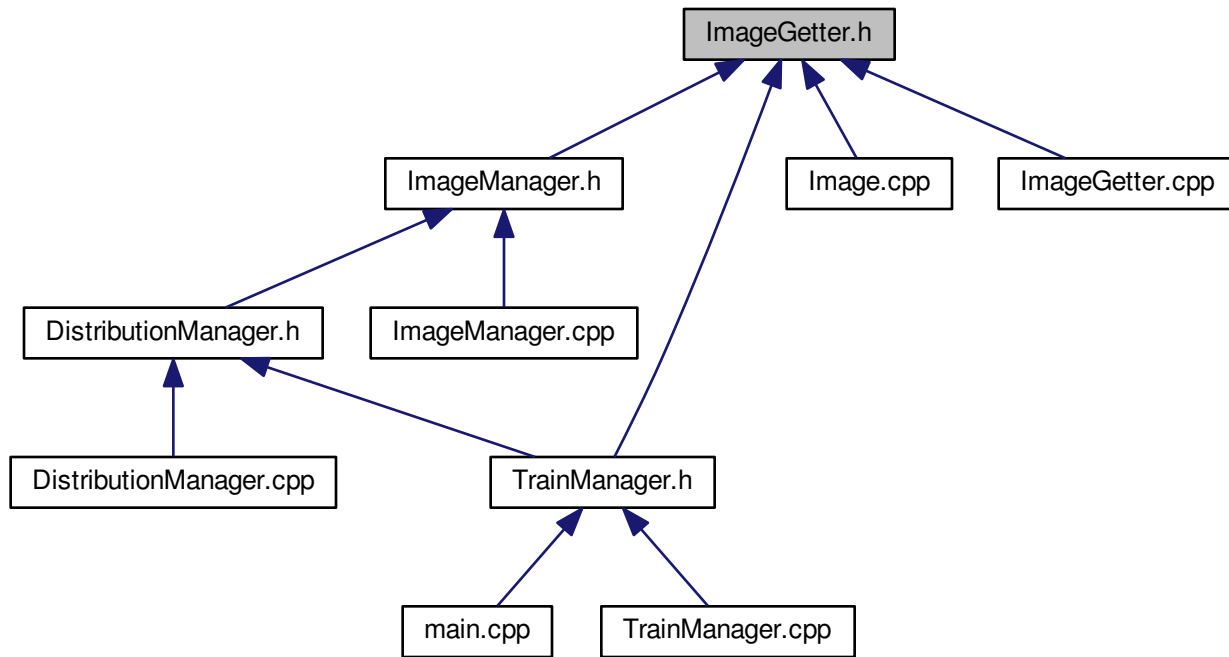 ImageGetter.h
ImageManager.h
Image.cpp
ImageGetter.cpp
DistributionManager.h
ImageManager.cpp
DistributionManager.cpp
TrainManager.h
main.cpp
TrainManager.cpp